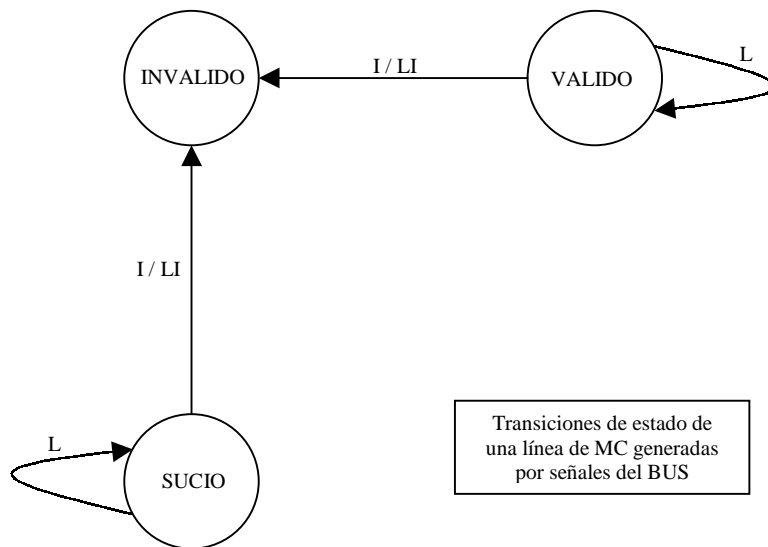 INVALIDO
I / LI
VALIDO
L
I / LI
L
SUCIO
Transiciones de estado de
una línea de MC generadas
por señales del BUS